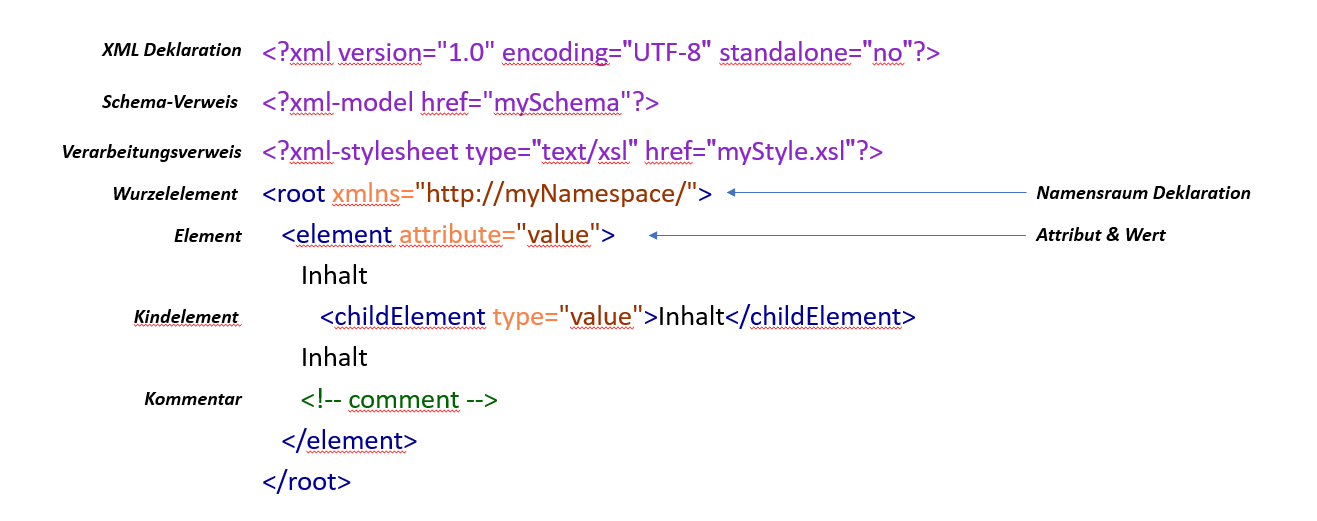 XML Deklaration <?xml version="1.0" encoding="UTF-8" standalone="no"?>
Schema-Verweis <?xml-model href="mySchema"?>
Verarbeitungsverweis <?xml-stylesheet type="text/xsl" href="myStyle.xsl"?>
Wurzelelement <root xmlns="http://myNamespace/"> Namensraum Deklaration
Element <element attribute="value"> Attribut & Wert
Inhalt
Kindelement <childElement type="value">Inhalt</childElement>
Inhalt
Kommentar <!-- comment -->
</element>
</root>